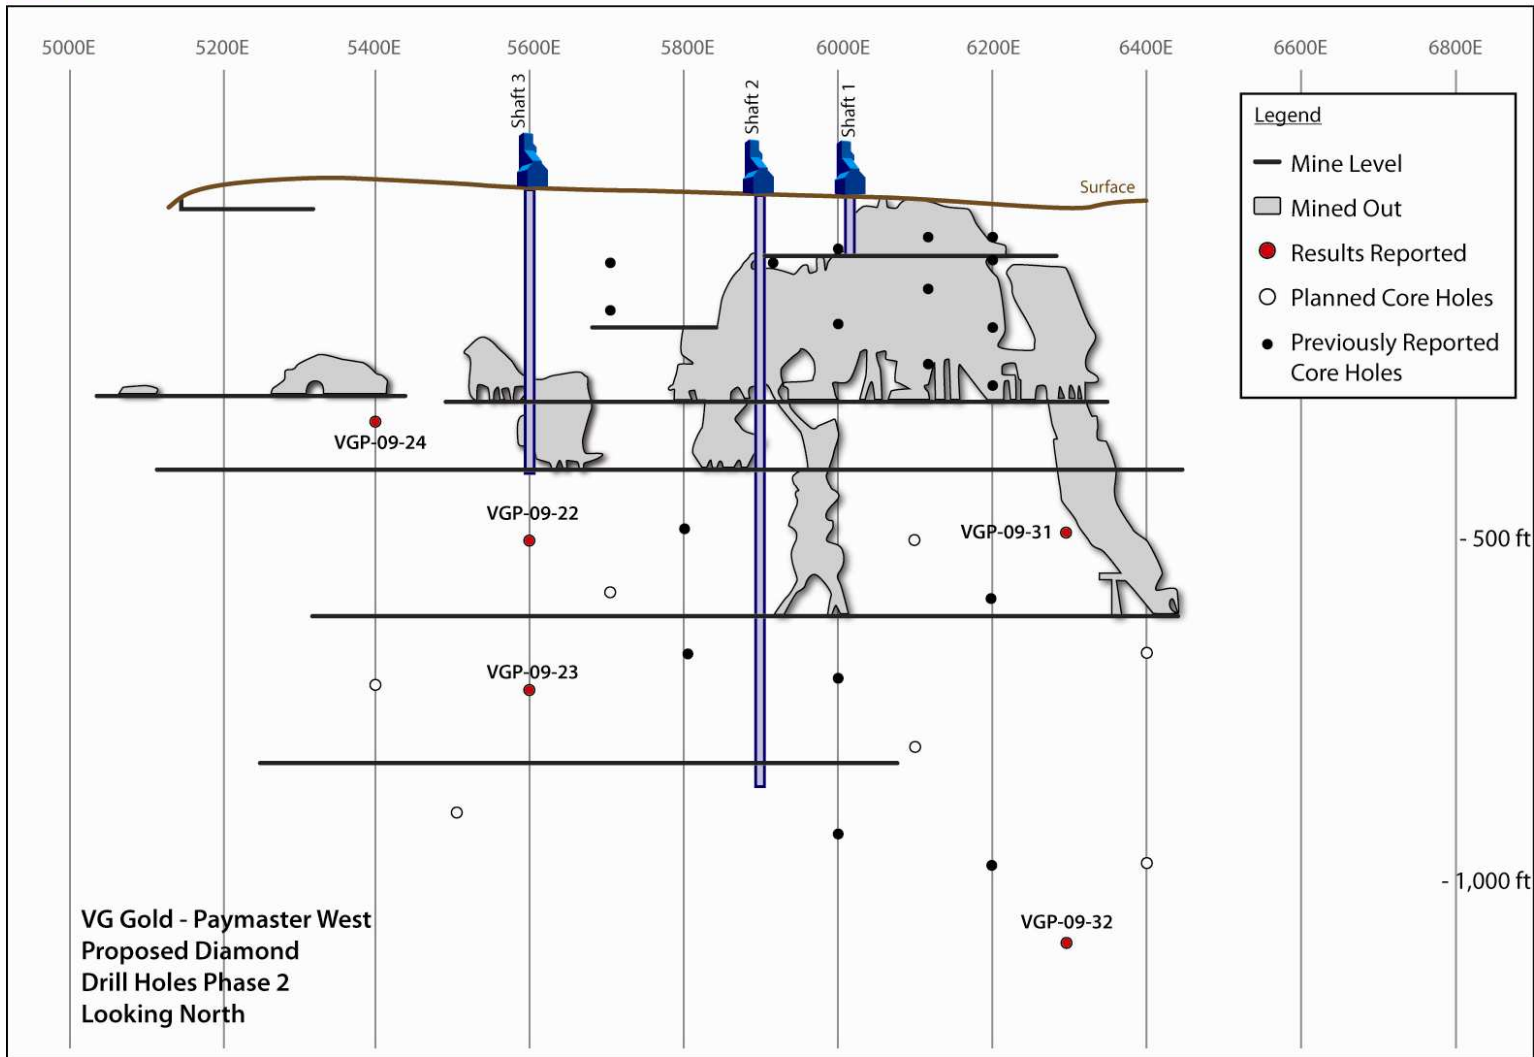 5000E 5200E 5400E 5600E 5800E 6000E 6200E 6400E 6600E 6800E
Shaft 3
Shaft 2
Shaft 1
Legend
Mine Level
Mined Out
Results Reported
Planned Core Holes
Previously Reported
Core Holes
Surface
VGP-09-24
VGP-09-22
VGP-09-31
- 500 ft
VGP-09-23
- 1,000 ft
VGP-09-32
VG Gold - Paymaster West
Proposed Diamond
Drill Holes Phase 2
Looking North